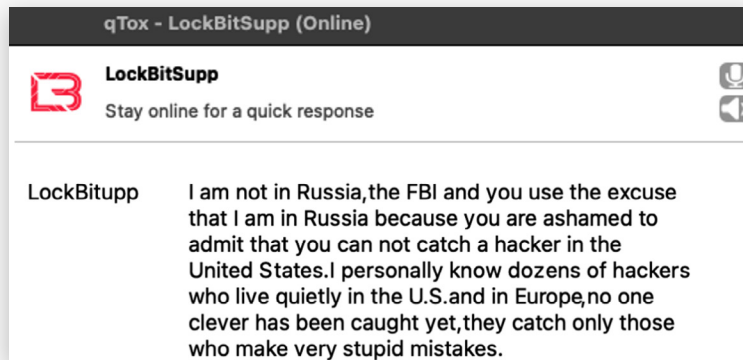 qTox - LockBitSupp (Online)
LockBitSupp
Stay online for a quick response
LockBitupp
I am not in Russia,the FBI and you use the excuse
that I am in Russia because you are ashamed to
admit that you can not catch a hacker in the
United States.I personally know dozens of hackers
who live quietly in the U.S.and in Europe,no one
clever has been caught yet,they catch only those
who make very stupid mistakes.